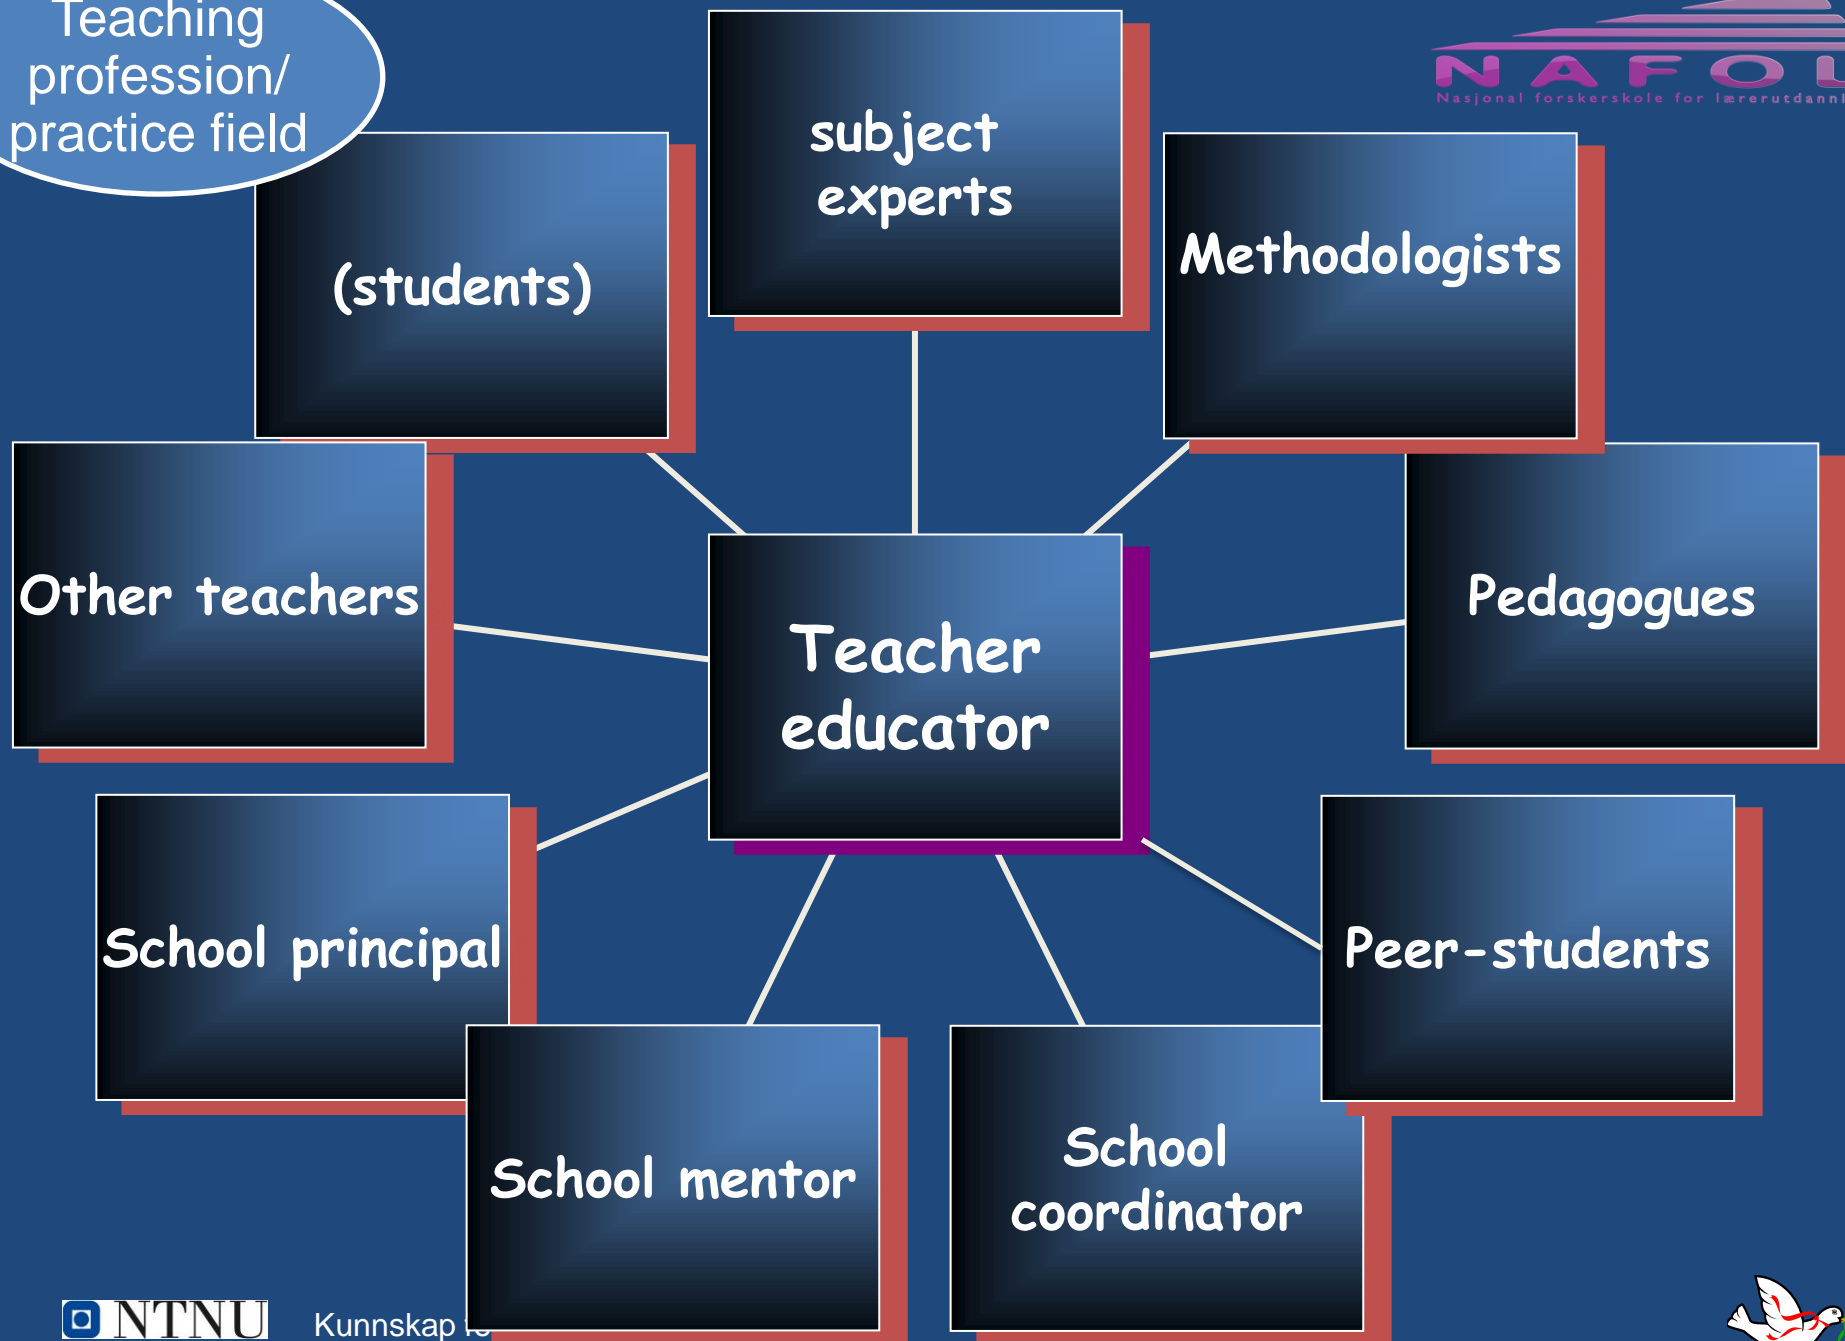 Teaching
profession/
practice field
NAFOL
Nasjonal forskerskole for
subject
experts
Methodologists
(students)
Other teachers
Teacher
educator
Pedagogues
School principal
Peer-students
School mentor
School
coordinator
NTNU
Kunnskap